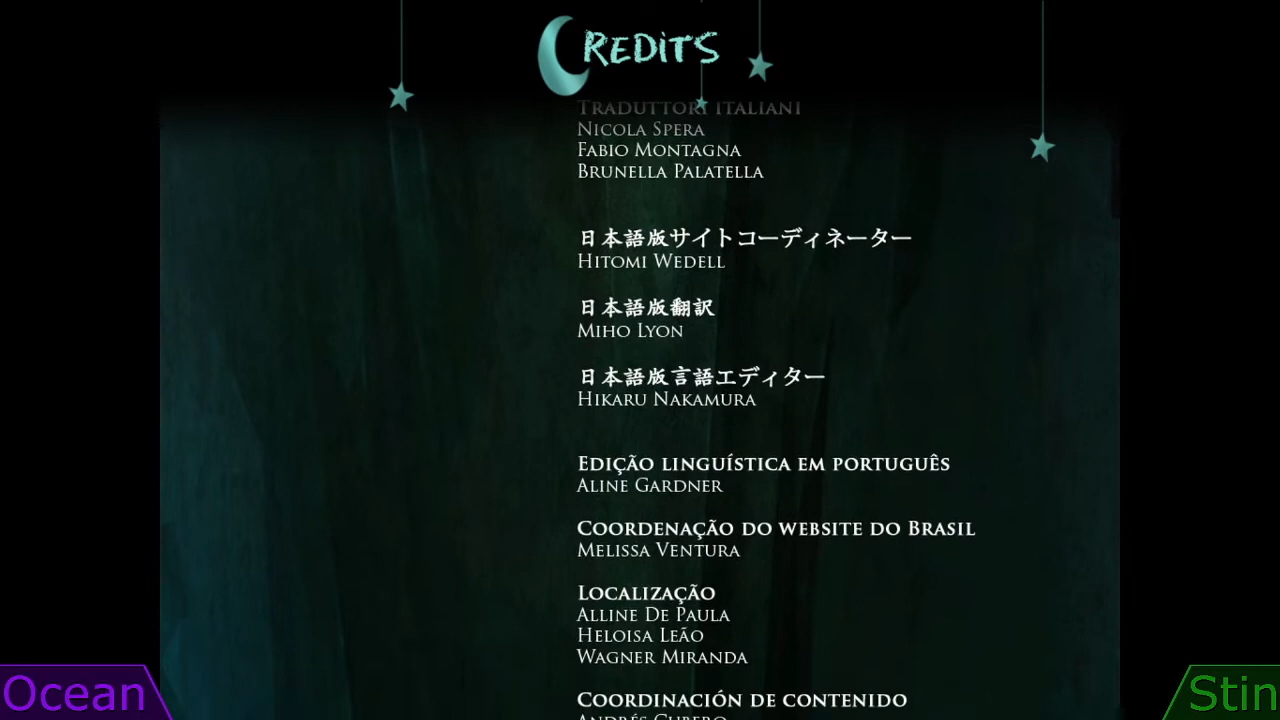 CREDITS
TRADUTTORI ITALIANI
NICOLA SPERA
FABIO MONTAGNA
BRUNELLA PALATELLA
日本語版サイトコーディネーター
HITOMI WEDELL
日本語版翻訳
MIHO LYON
日本語版言語エディター
HIKARU NAKAMURA
EDIÇÃO LINGUÍSTICA EM PORTUGUÊS
ALINE GARDNER
COORDENAÇÃO DO WEBSITE DO BRASIL
MELISSA VENTURA
LOCALIZAÇÃO
ALLINE DE PAULA
HELOISA LEÃO
WAGNER MIRANDA
COORDINACIÓN DE CONTENIDO
ANDRÉS CUBERO
Ocean
Stin